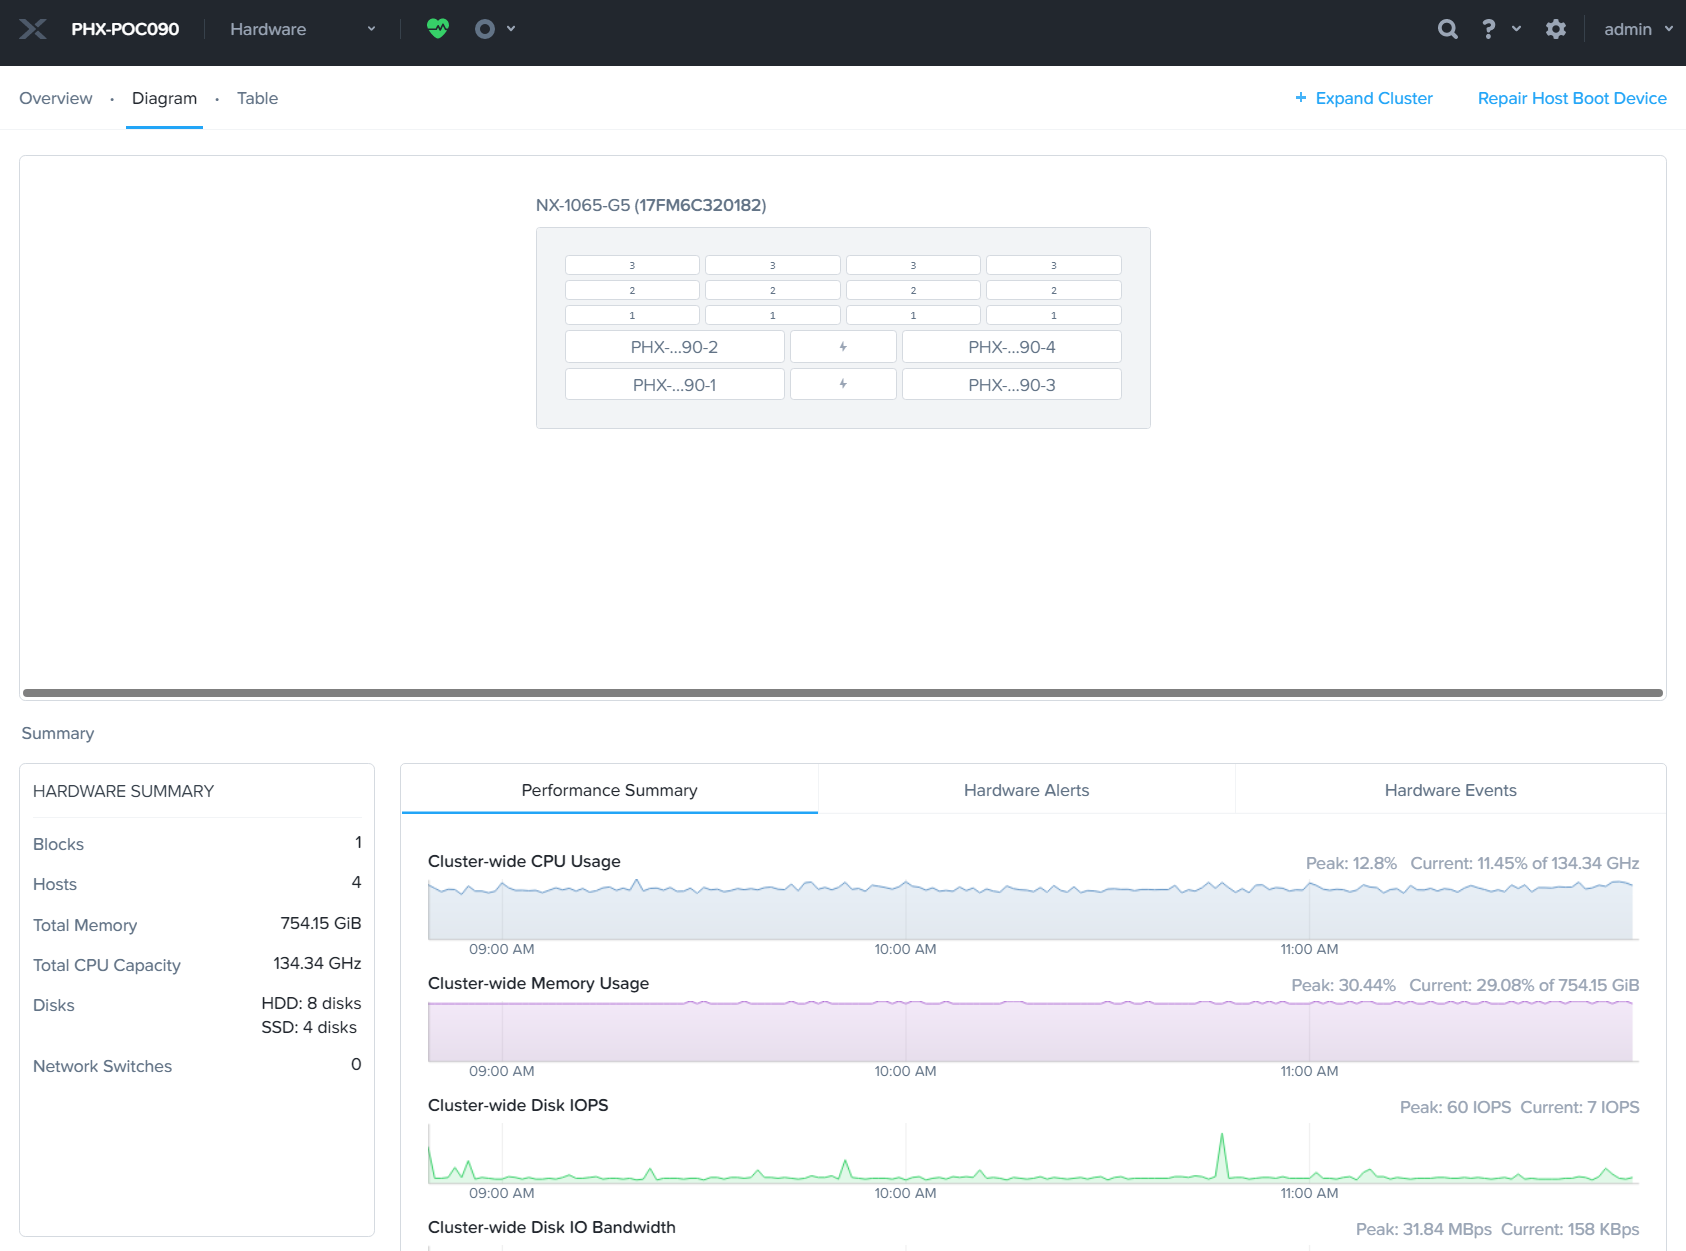 PHX-POC090 Hardware ? admin
Overview • Diagram • Table + Expand Cluster Repair Host Boot Device
NX-1065-G5 (17FM6C320182)
3 3 3 3
2 2 2 2
1 1 1 1
PHX-...90-2 PHX-...90-4
PHX-...90-1 PHX-...90-3
Summary
HARDWARE SUMMARY
Blocks 1
Hosts 4
Total Memory 754.15 GiB
Total CPU Capacity 134.34 GHz
Disks HDD: 8 disks
SSD: 4 disks
Network Switches 0
Performance Summary Hardware Alerts Hardware Events
Cluster-wide CPU Usage Peak: 12.8% Current: 11.45% of 134.34 GHz
09:00 AM 10:00 AM 11:00 AM
Cluster-wide Memory Usage Peak: 30.44% Current: 29.08% of 754.15 GiB
09:00 AM 10:00 AM 11:00 AM
Cluster-wide Disk IOPS Peak: 60 IOPS Current: 7 IOPS
09:00 AM 10:00 AM 11:00 AM
Cluster-wide Disk IO Bandwidth Peak: 31.84 MBps Current: 158 KBps